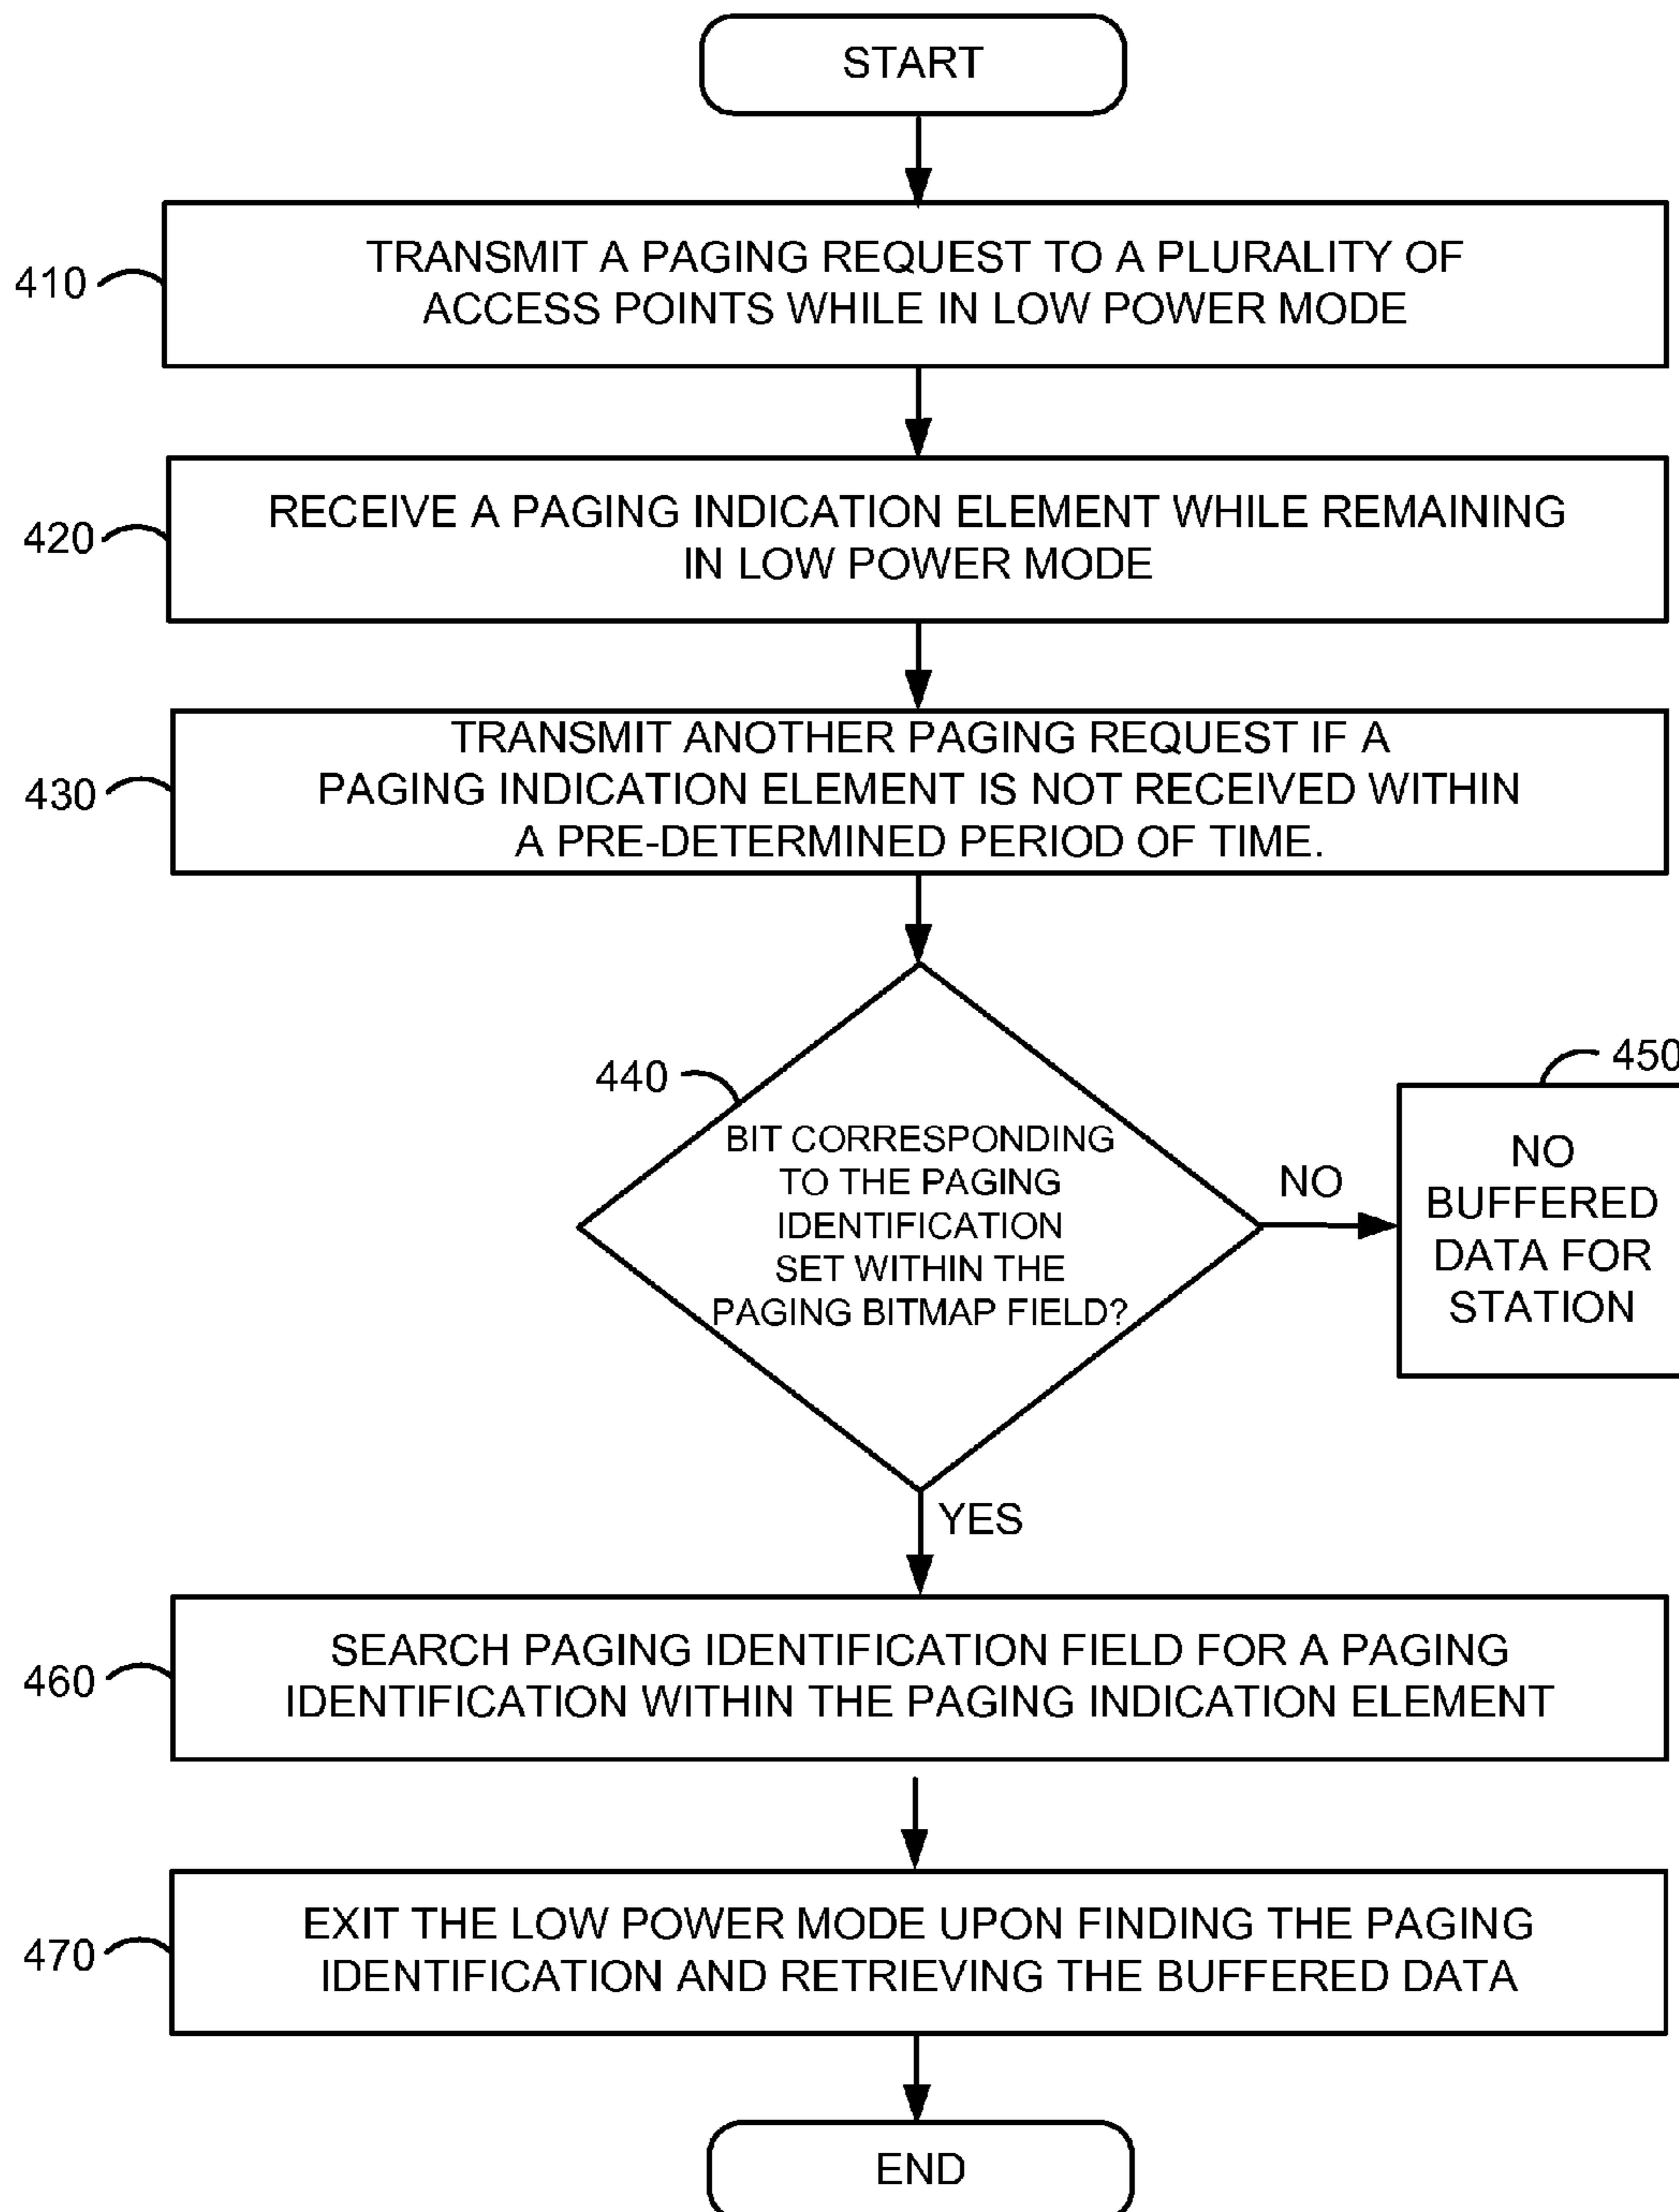 START
410
TRANSMIT A PAGING REQUEST TO A PLURALITY OF
ACCESS POINTS WHILE IN LOW POWER MODE
420
RECEIVE A PAGING INDICATION ELEMENT WHILE REMAINING
IN LOW POWER MODE
430
TRANSMIT ANOTHER PAGING REQUEST IF A
PAGING INDICATION ELEMENT IS NOT RECEIVED WITHIN
A PRE-DETERMINED PERIOD OF TIME.
440
BIT CORRESPONDING
TO THE PAGING
IDENTIFICATION
SET WITHIN THE
PAGING BITMAP FIELD?
NO
450
NO
BUFFERED
DATA FOR
STATION
YES
460
SEARCH PAGING IDENTIFICATION FIELD FOR A PAGING
IDENTIFICATION WITHIN THE PAGING INDICATION ELEMENT
470
EXIT THE LOW POWER MODE UPON FINDING THE PAGING
IDENTIFICATION AND RETRIEVING THE BUFFERED DATA
END